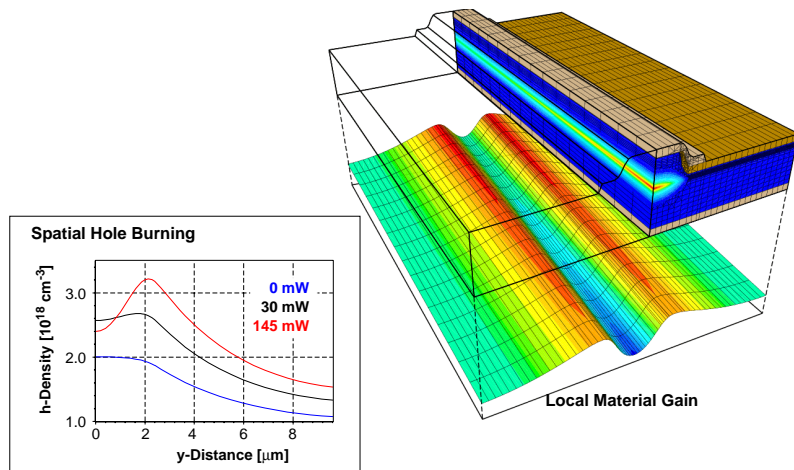 Spatial Hole Burning
0 mW
30 mW
145 mW
3.0
2.0
1.0
h-Density [10¹⁸ cm⁻³]
0 2 4 6 8
y-Distance [μm]
Local Material Gain